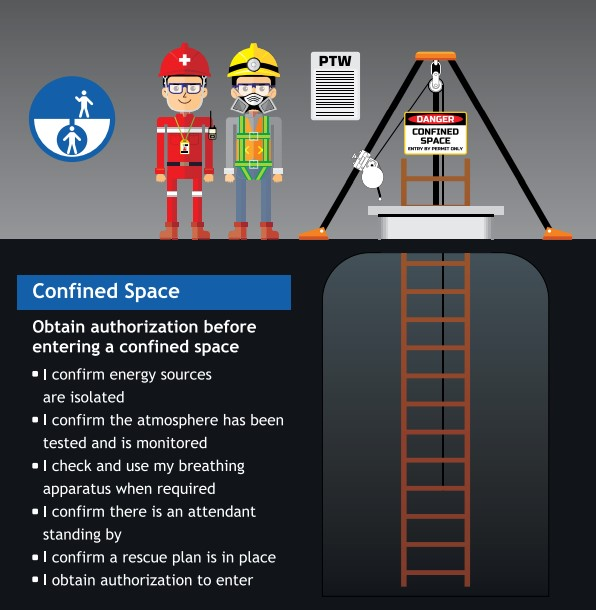 PTW
DANGER
CONFINED
SPACE
ENTRY BY PERMIT ONLY
Confined Space
Obtain authorization before
entering a confined space
I confirm energy sources
are isolated
I confirm the atmosphere has been
tested and is monitored
I check and use my breathing
apparatus when required
I confirm there is an attendant
standing by
I confirm a rescue plan is in place
I obtain authorization to enter